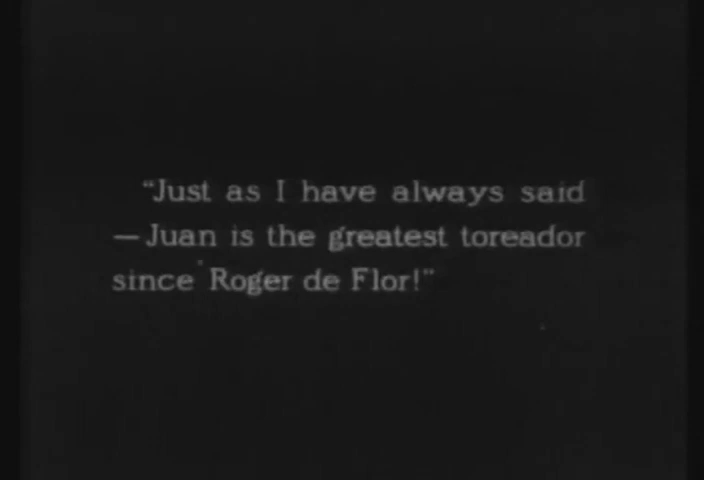 "Just as I have always said
—Juan is the greatest toreador
since Roger de Flor!"